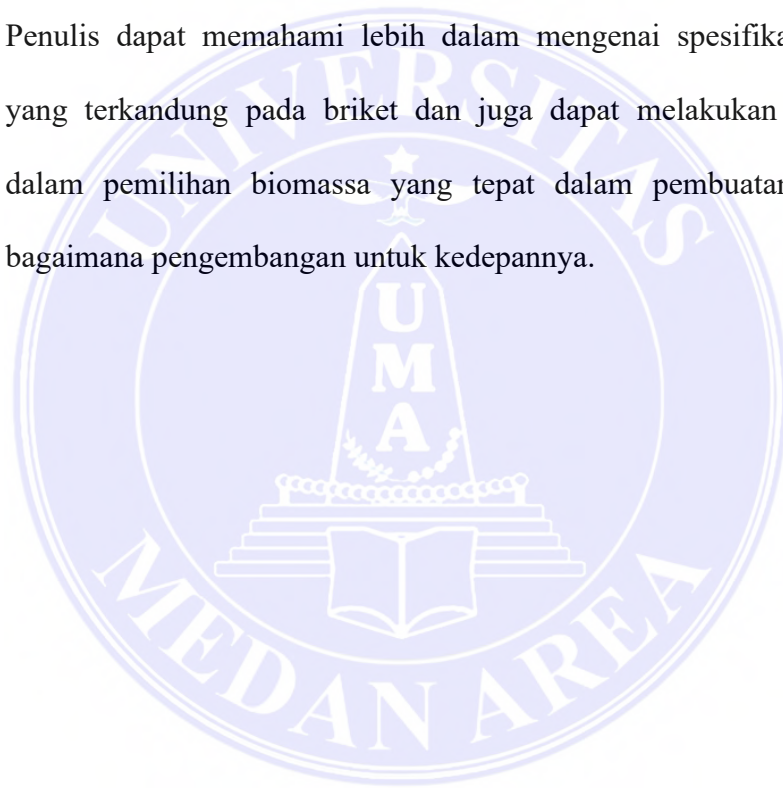 Penulis dapat memahami lebih dalam mengenai
yang terkandung pada briket dan juga dapat melakukan
dalam pemilihan biomassa yang tepat dalam pembuatan
bagaimana pengembangan untuk kedepannya.
UNIVERSITAS
U
M
A
MEDAN AREA